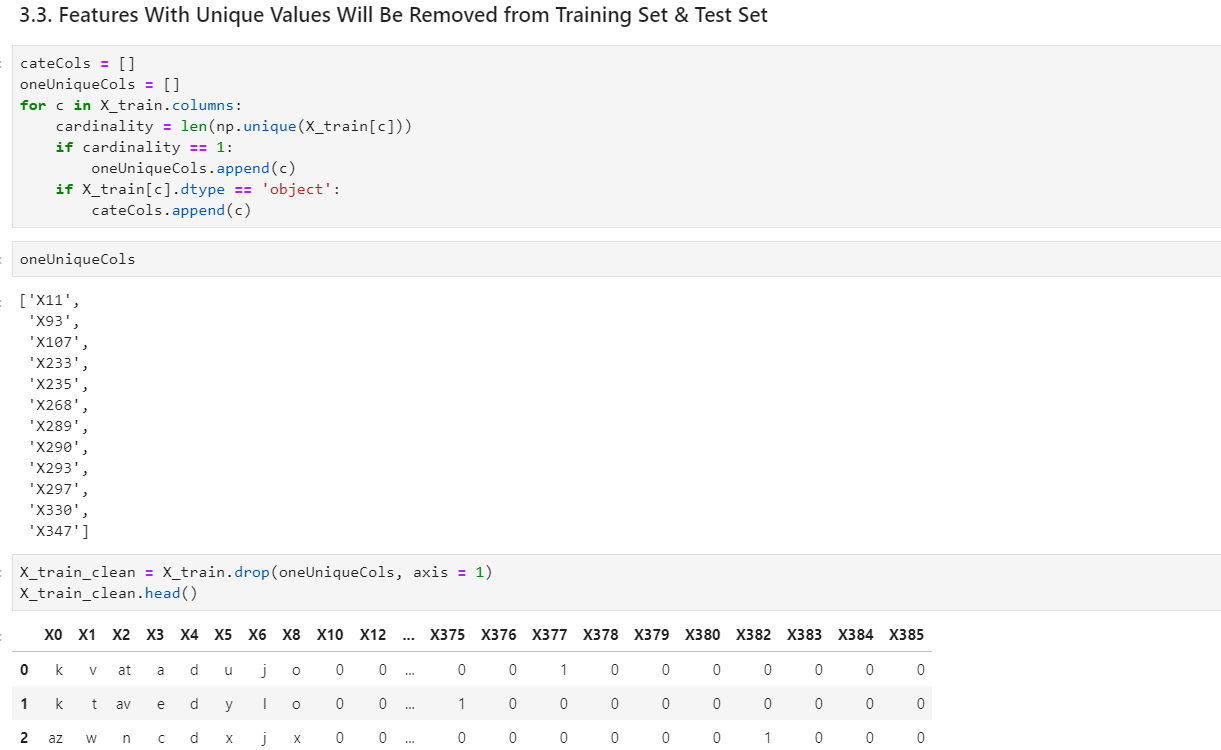 3.3. Features With Unique Values Will Be Removed from Training Set & Test Set
cateCols = []
oneUniqueCols = []
for c in X_train.columns:
    cardinality = len(np.unique(X_train[c]))
    if cardinality == 1:
        oneUniqueCols.append(c)
    if X_train[c].dtype == 'object':
        cateCols.append(c)
oneUniqueCols
['X11',
 'X93',
 'X107',
 'X233',
 'X235',
 'X268',
 'X289',
 'X290',
 'X293',
 'X297',
 'X330',
 'X347']
X_train_clean = X_train.drop(oneUniqueCols, axis = 1)
X_train_clean.head()
X0 X1 X2 X3 X4 X5 X6 X8 X10 X12 ... X375 X376 X377 X378 X379 X380 X382 X383 X384 X385
0 k v at a d u j o 0 0 ... 0 0 1 0 0 0 0 0 0 0
1 k t av e d y l o 0 0 ... 1 0 0 0 0 0 0 0 0 0
2 az w n c d x j x 0 0 ... 0 0 0 0 0 0 1 0 0 0